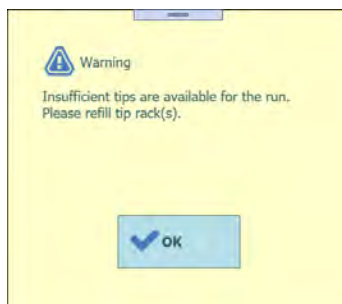 Warning
Insufficient tips are available for the run.
Please refill tip rack(s).
OK